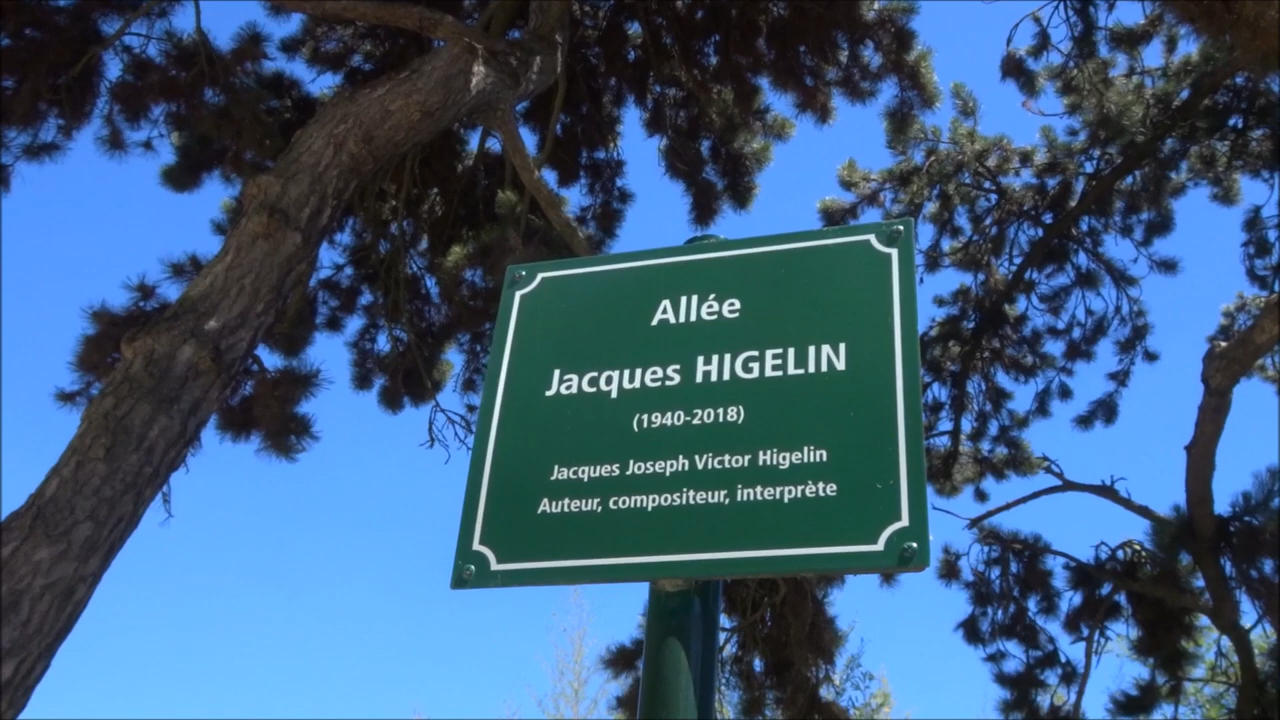 Allée
Jacques HIGELIN
(1940-2018)
Jacques Joseph Victor Higelin
Auteur, compositeur, interprète